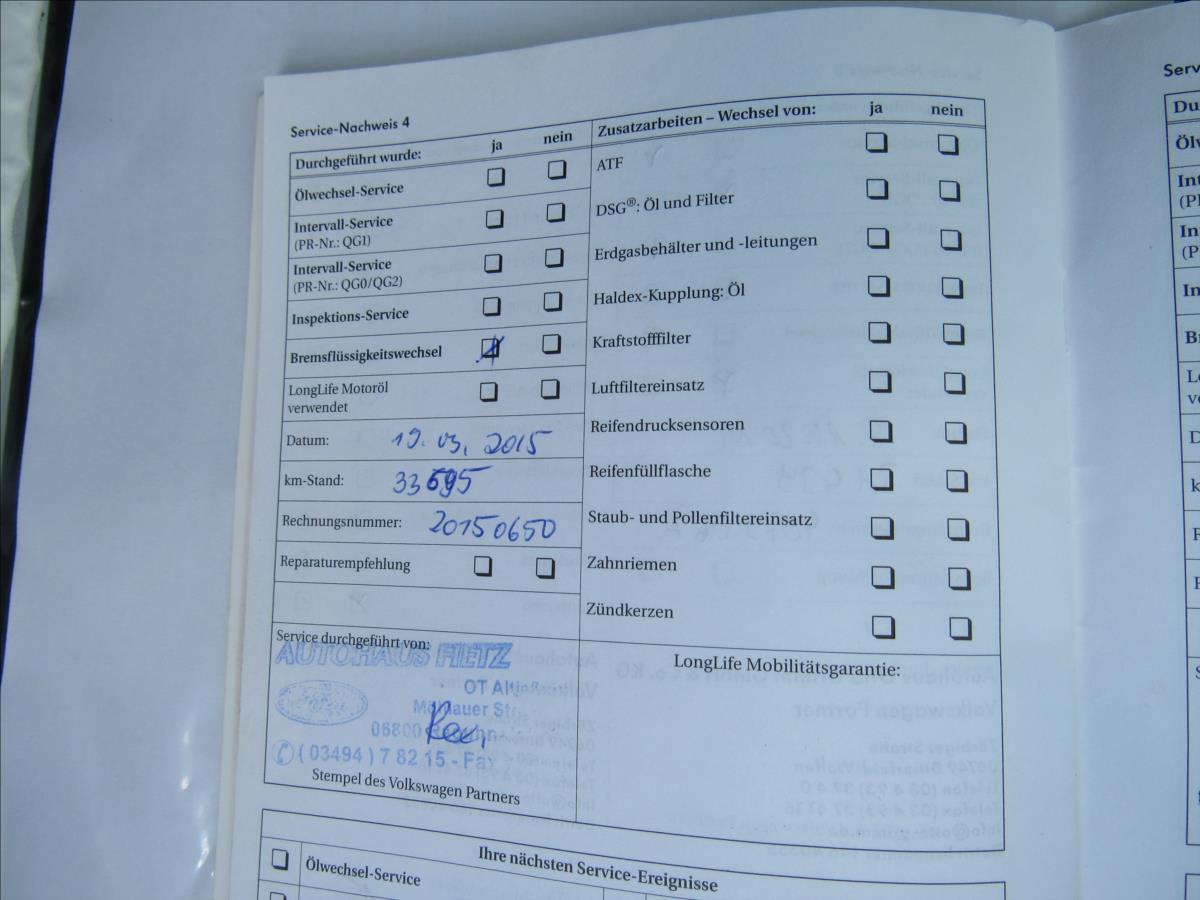 Service-Nachweis 4
Durchgeführt wurde: ja nein
Ölwechsel-Service
Intervall-Service
(PR-Nr.: QG1)
Intervall-Service
(PR-Nr.: QG0/QG2)
Inspektions-Service
Bremsflüssigkeitswechsel
LongLife Motoröl
verwendet
Datum: 19. 03. 2015
km-Stand: 33695
Rechnungsnummer: 20150650
Reparaturempfehlung
Service durchgeführt von:
AUTOHAUS FIETZ
OT
Str.
06800
(03494) 7 82 15 - Fax
Stempel des Volkswagen Partners
Zusatzarbeiten – Wechsel von: ja nein
ATF
DSG®: Öl und Filter
Erdgasbehälter und -leitungen
Haldex-Kupplung: Öl
Kraftstofffilter
Luftfiltereinsatz
Reifendrucksensoren
Reifenfüllflasche
Staub- und Pollenfiltereinsatz
Zahnriemen
Zündkerzen
LongLife Mobilitätsgarantie:
Ihre nächsten Service-Ereignisse
Ölwechsel-Service